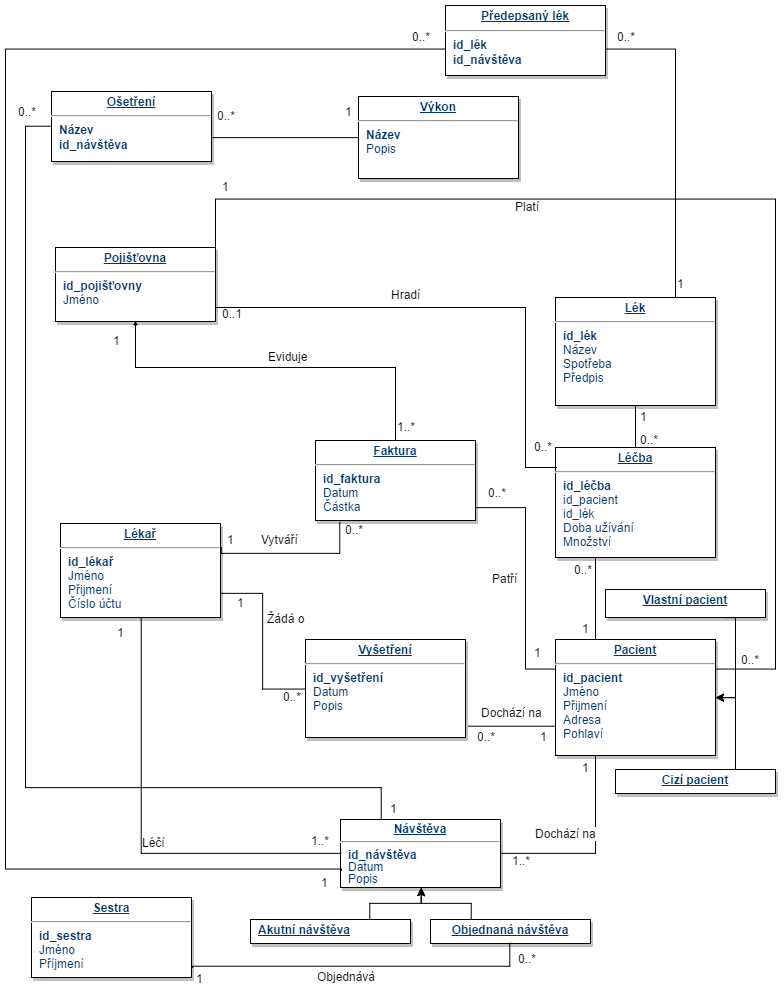 Předepsaný lék
0..*
0..*
id_lék
id_návštěva
Ošetření
Výkon
0..*
0..*
1
Název
id_návštěva
Název
Popis
1
Platí
Pojišťovna
id_pojišťovny
Jméno
Hradí
0..1
1
Lék
id_lék
Název
Spotřeba
Předpis
1
Eviduje
1..*
1
0..*
0..*
Faktura
id_faktura
Datum
Částka
Léčba
id_léčba
id_pacient
id_lék
Doba užívání
Množství
0..*
Lékař
id_lékař
Jméno
Přijmení
Číslo účtu
1
Vytváří
0..*
0..*
Patří
Vlastní pacient
1
Žádá o
1
1
1
Vyšetření
id_vyšetření
Datum
Popis
0..*
Pacient
id_pacient
Jméno
Přijmení
Adresa
Pohlaví
0..*
Dochází na
0..*
1
1
Cizí pacient
1
Návštěva
id_návštěva
Datum
Popis
Léčí
1..*
Dochází na
1..*
1
Sestra
id_sestra
Jméno
Příjmení
Akutní návštěva
Objednaná návštěva
0..*
1
Objednává